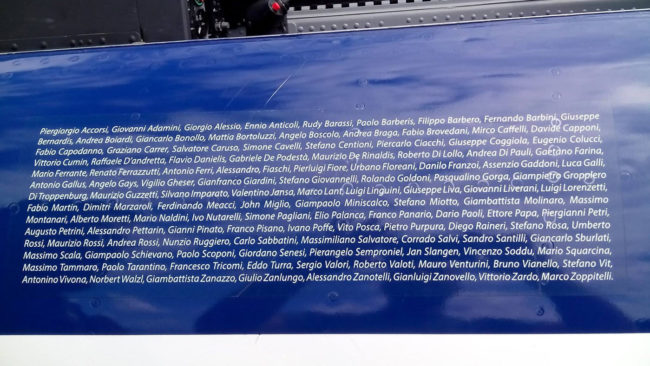 Piergiorgio Accorsi, Giovanni Adamini, Giorgio Alessio, Ennio Anticoli, Rudy Barassi, Paolo Barberis, Filippo Barbero, Fernando Barbini, Giuseppe
Bernardis, Andrea Boiardi, Giancarlo Bonollo, Mattia Bortoluzzi, Angelo Boscolo, Andrea Braga, Fabio Brovedani, Mirco Caffelli, Davide Capponi,
Fabio Capodanno, Graziano Carrer, Salvatore Caruso, Simone Cavelli, Stefano Centioni, Piercarlo Ciacchi, Giuseppe Coggiola, Eugenio Colucci,
Vittorio Cumin, Raffaele D'andretta, Flavio Danielis, Gabriele De Podestà, Maurizio De Rinaldis, Roberto Di Lollo, Andrea Di Pauli, Gaetano Farina,
Mario Ferrante, Renato Ferrazzutti, Antonio Ferri, Alessandro, Fiaschi, Pierluigi Fiore, Urbano Floreani, Danilo Franzoi, Assenzio Gaddoni, Luca Galli,
Antonio Gallus, Angelo Gays, Vigilio Gheser, Gianfranco Giardini, Stefano Giovannelli, Rolando Goldoni, Pasqualino Gorga, Giampietro Gropplero
Di Troppenburg, Maurizio Guzzetti, Silvano Imparato, Valentino Jansa, Marco Lant, Luigi Linguini, Giuseppe Liva, Giovanni Liverani, Luigi Lorenzetti,
Fabio Martin, Dimitri Marzaroli, Ferdinando Meacci, John Miglio, Giampaolo Miniscalco, Stefano Miotto, Giambattista Molinaro, Massimo
Montanari, Alberto Moretti, Mario Naldini, Ivo Nutarelli, Simone Pagliani, Elio Palanca, Franco Panario, Dario Paoli, Ettore Papa, Piergianni Petri,
Augusto Petrini, Alessandro Pettarin, Gianni Pinato, Franco Pisano, Ivano Poffe, Vito Posca, Pietro Purpura, Diego Raineri, Stefano Rosa, Umberto
Rossi, Maurizio Rossi, Andrea Rossi, Nunzio Ruggiero, Carlo Sabbatini, Massimiliano Salvatore, Corrado Salvi, Sandro Santilli, Giancarlo Sburlati,
Massimo Scala, Giampaolo Schievano, Paolo Scoponi, Giordano Senesi, Pierangelo Semproniel, Jan Slangen, Vincenzo Soddu, Mario Squarcina,
Massimo Tammaro, Paolo Tarantino, Francesco Tricomi, Eddo Turra, Sergio Valori, Roberto Valoti, Mauro Venturini, Bruno Vianello, Stefano Vit,
Antonino Vivona, Norbert Walzl, Giambattista Zanazzo, Giulio Zanlungo, Alessandro Zanotelli, Gianluigi Zanovello, Vittorio Zardo, Marco Zoppitelli.